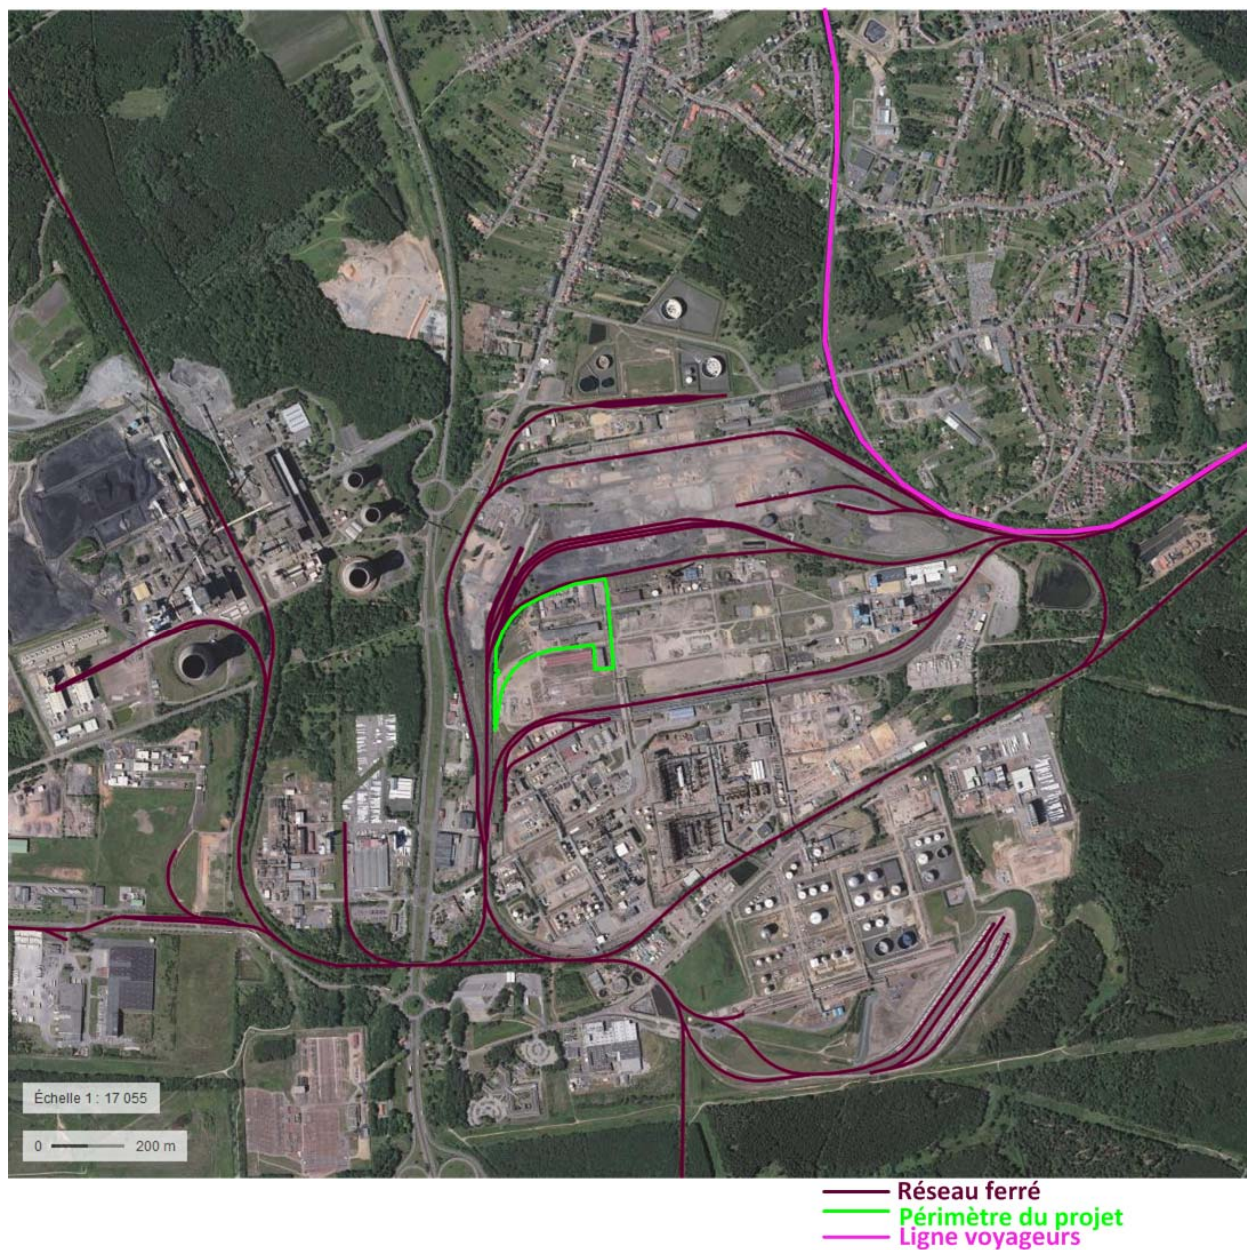 Échelle 1 : 17 055
0 200 m
Réseau ferré
Périmètre du projet
Ligne voyageurs